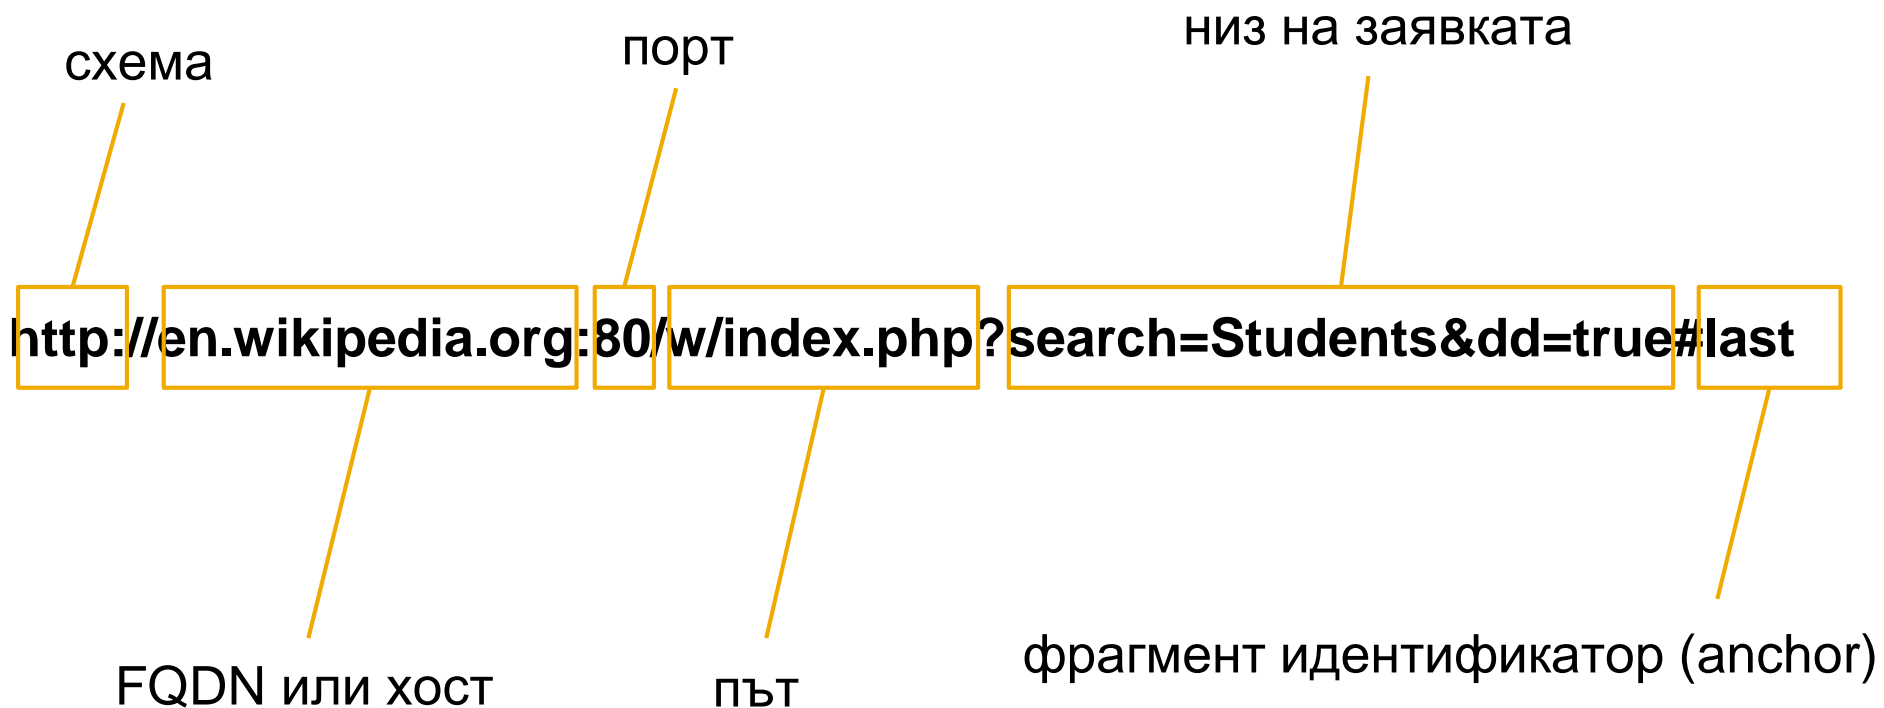 низ на заявката
порт
схема
http://en.wikipedia.org:80/w/index.php?search=Students&dd=true#last
фрагмент идентификатор (anchor)
FQDN или хост
път